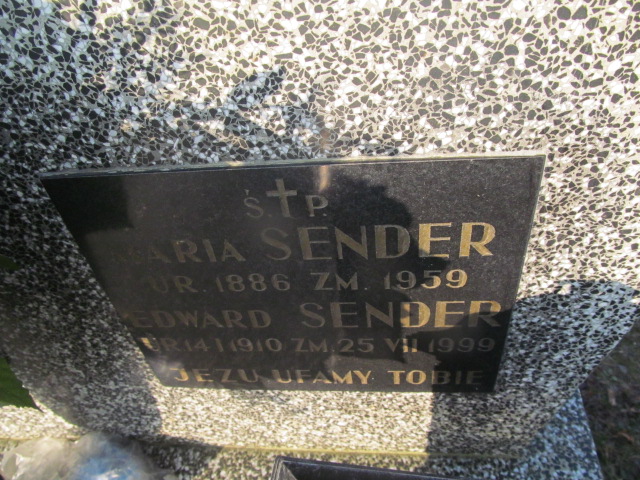 Ś.†P.
MARIA SENDER
UR. 1886 ZM. 1959
EDWARD SENDER
UR 14 I 1910 ZM. 25 VII 1999
JEZU UFAMY TOBIE